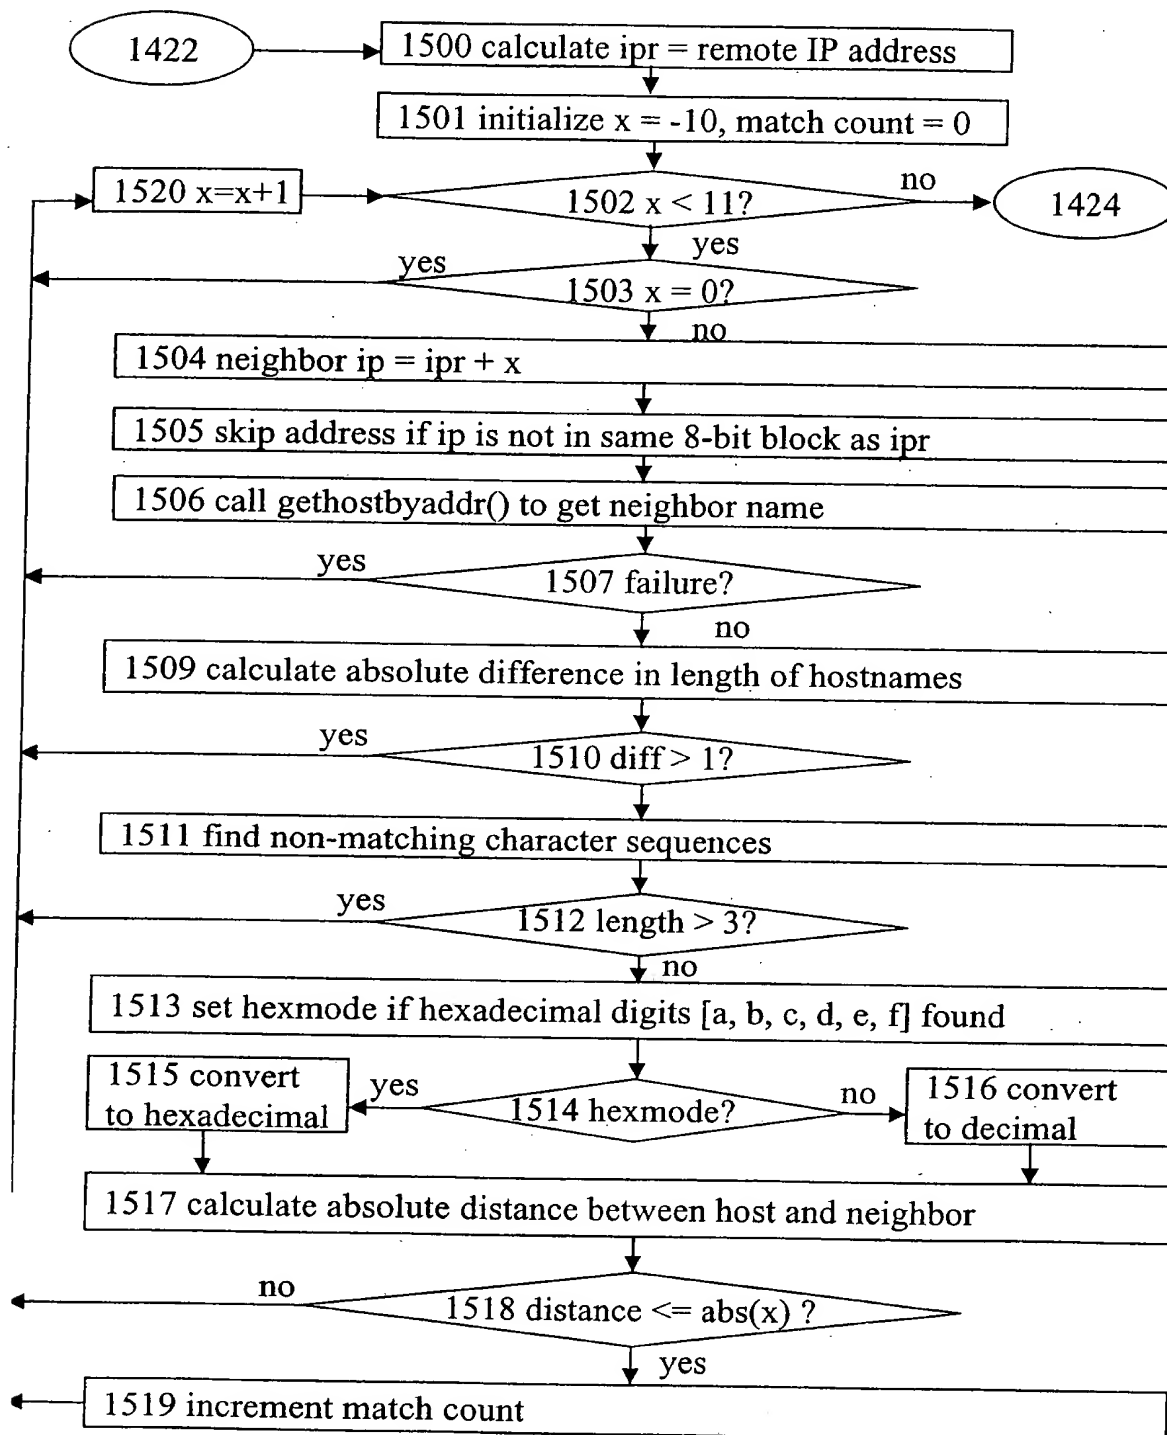 1422
1500 calculate ipr = remote IP address
1501 initialize x = -10, match count = 0
1520 x=x+1
1502 x < 11?
no
1424
yes
yes
1503 x = 0?
no
1504 neighbor ip = ipr + x
1505 skip address if ip is not in same 8-bit block as ipr
1506 call gethostbyaddr() to get neighbor name
yes
1507 failure?
no
1509 calculate absolute difference in length of hostnames
yes
1510 diff > 1?
1511 find non-matching character sequences
yes
1512 length > 3?
no
1513 set hexmode if hexadecimal digits [a, b, c, d, e, f] found
1515 convert
to hexadecimal
yes
1514 hexmode?
no
1516 convert
to decimal
1517 calculate absolute distance between host and neighbor
no
1518 distance <= abs(x) ?
yes
1519 increment match count